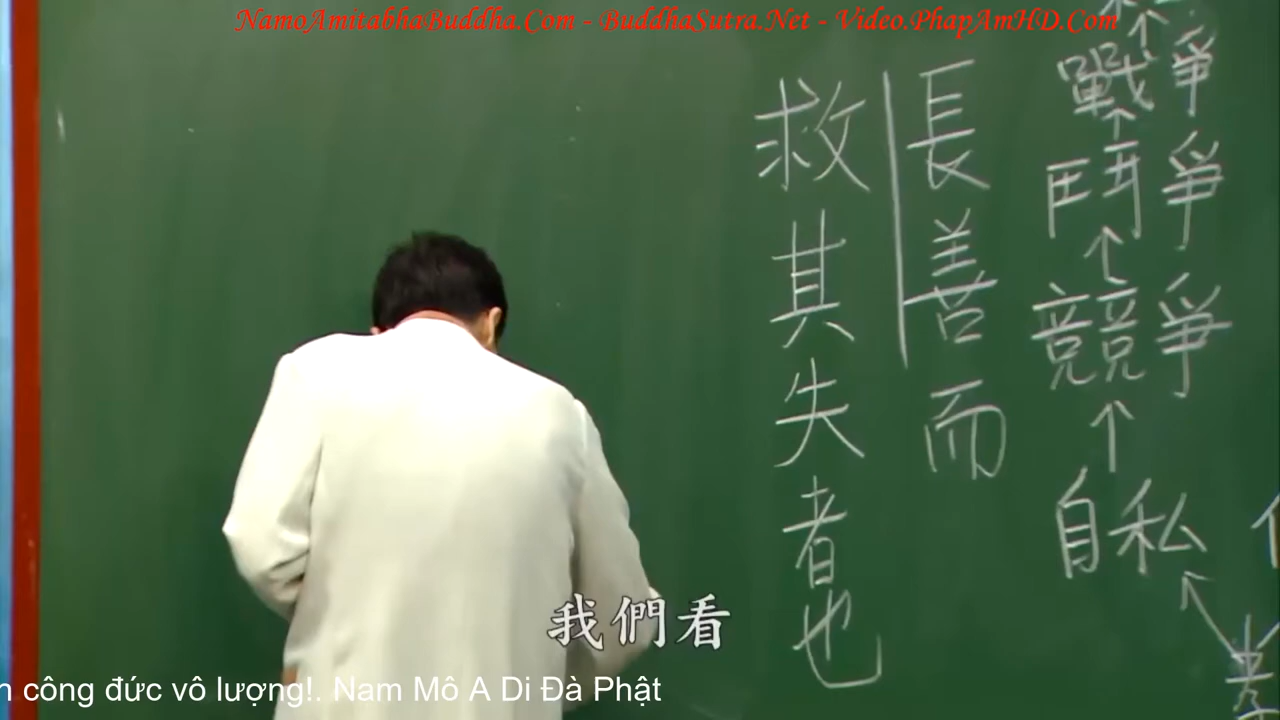 NamoAmitabhaBuddha.Com - BuddhaSutra.Net - Video.PhapAmHD.Com
戰爭
鬥爭
競爭
自私
長善而
救其失者也
我們看
công đức vô lượng!. Nam Mô A Di Đà Phật